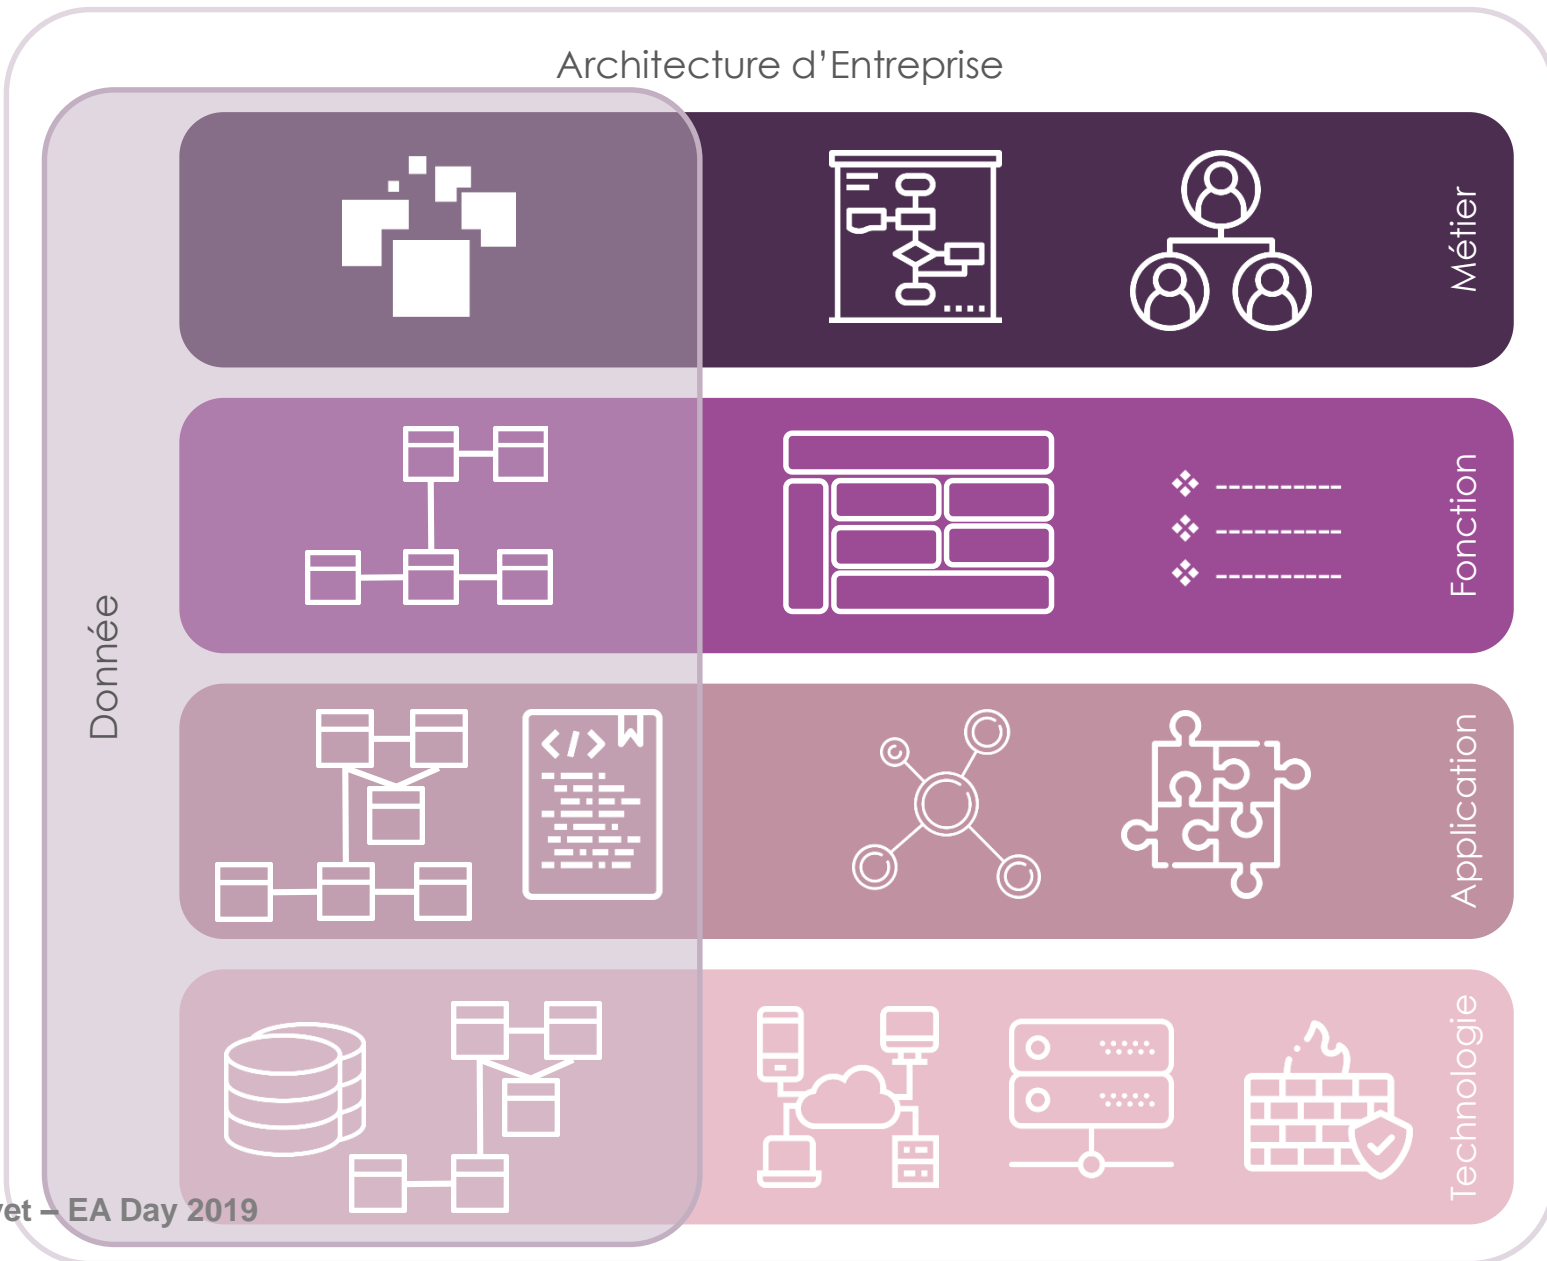 Architecture d'Entreprise
Donnée
Métier
Fonction
Application
Technologie
– EA Day 2019